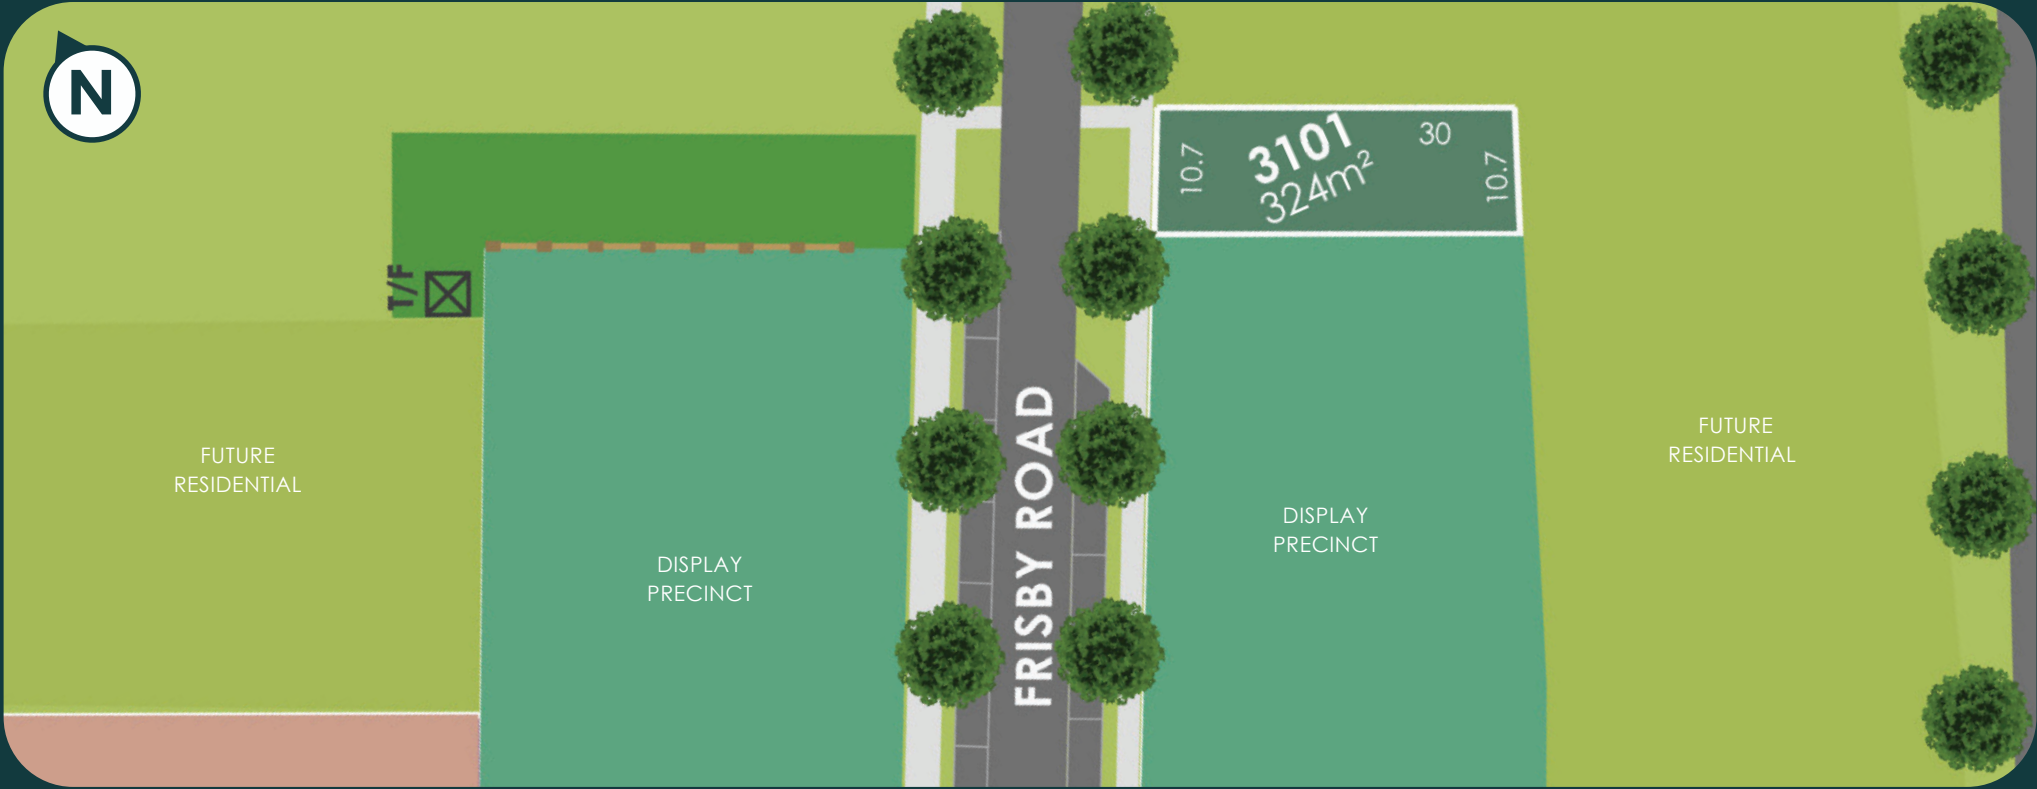 N
3101
324m²
30
10.7
10.7
T/F
FRISBY ROAD
FUTURE
RESIDENTIAL
DISPLAY
PRECINCT
DISPLAY
PRECINCT
FUTURE
RESIDENTIAL